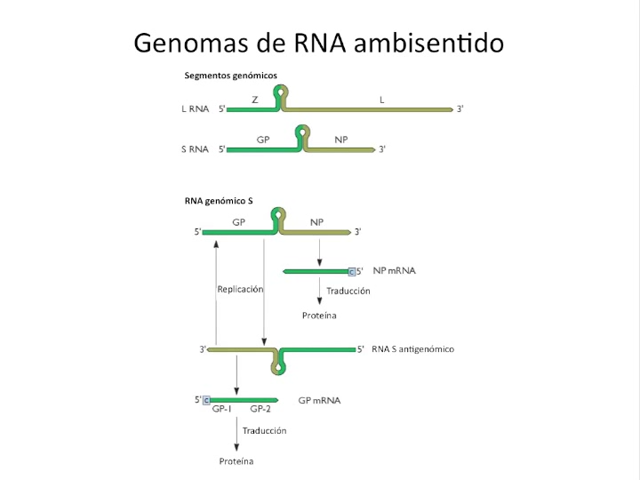 Genomas de RNA ambisentido
Segmentos genómicos
Z L
L RNA 5' 3'
GP NP
S RNA 5' 3'
RNA genómico S
GP NP
5' 3'
C 5' NP mRNA
Replicación Traducción
Proteína
3' 5' RNA S antigenómico
5' C GP mRNA
GP-1 GP-2
Traducción
Proteína